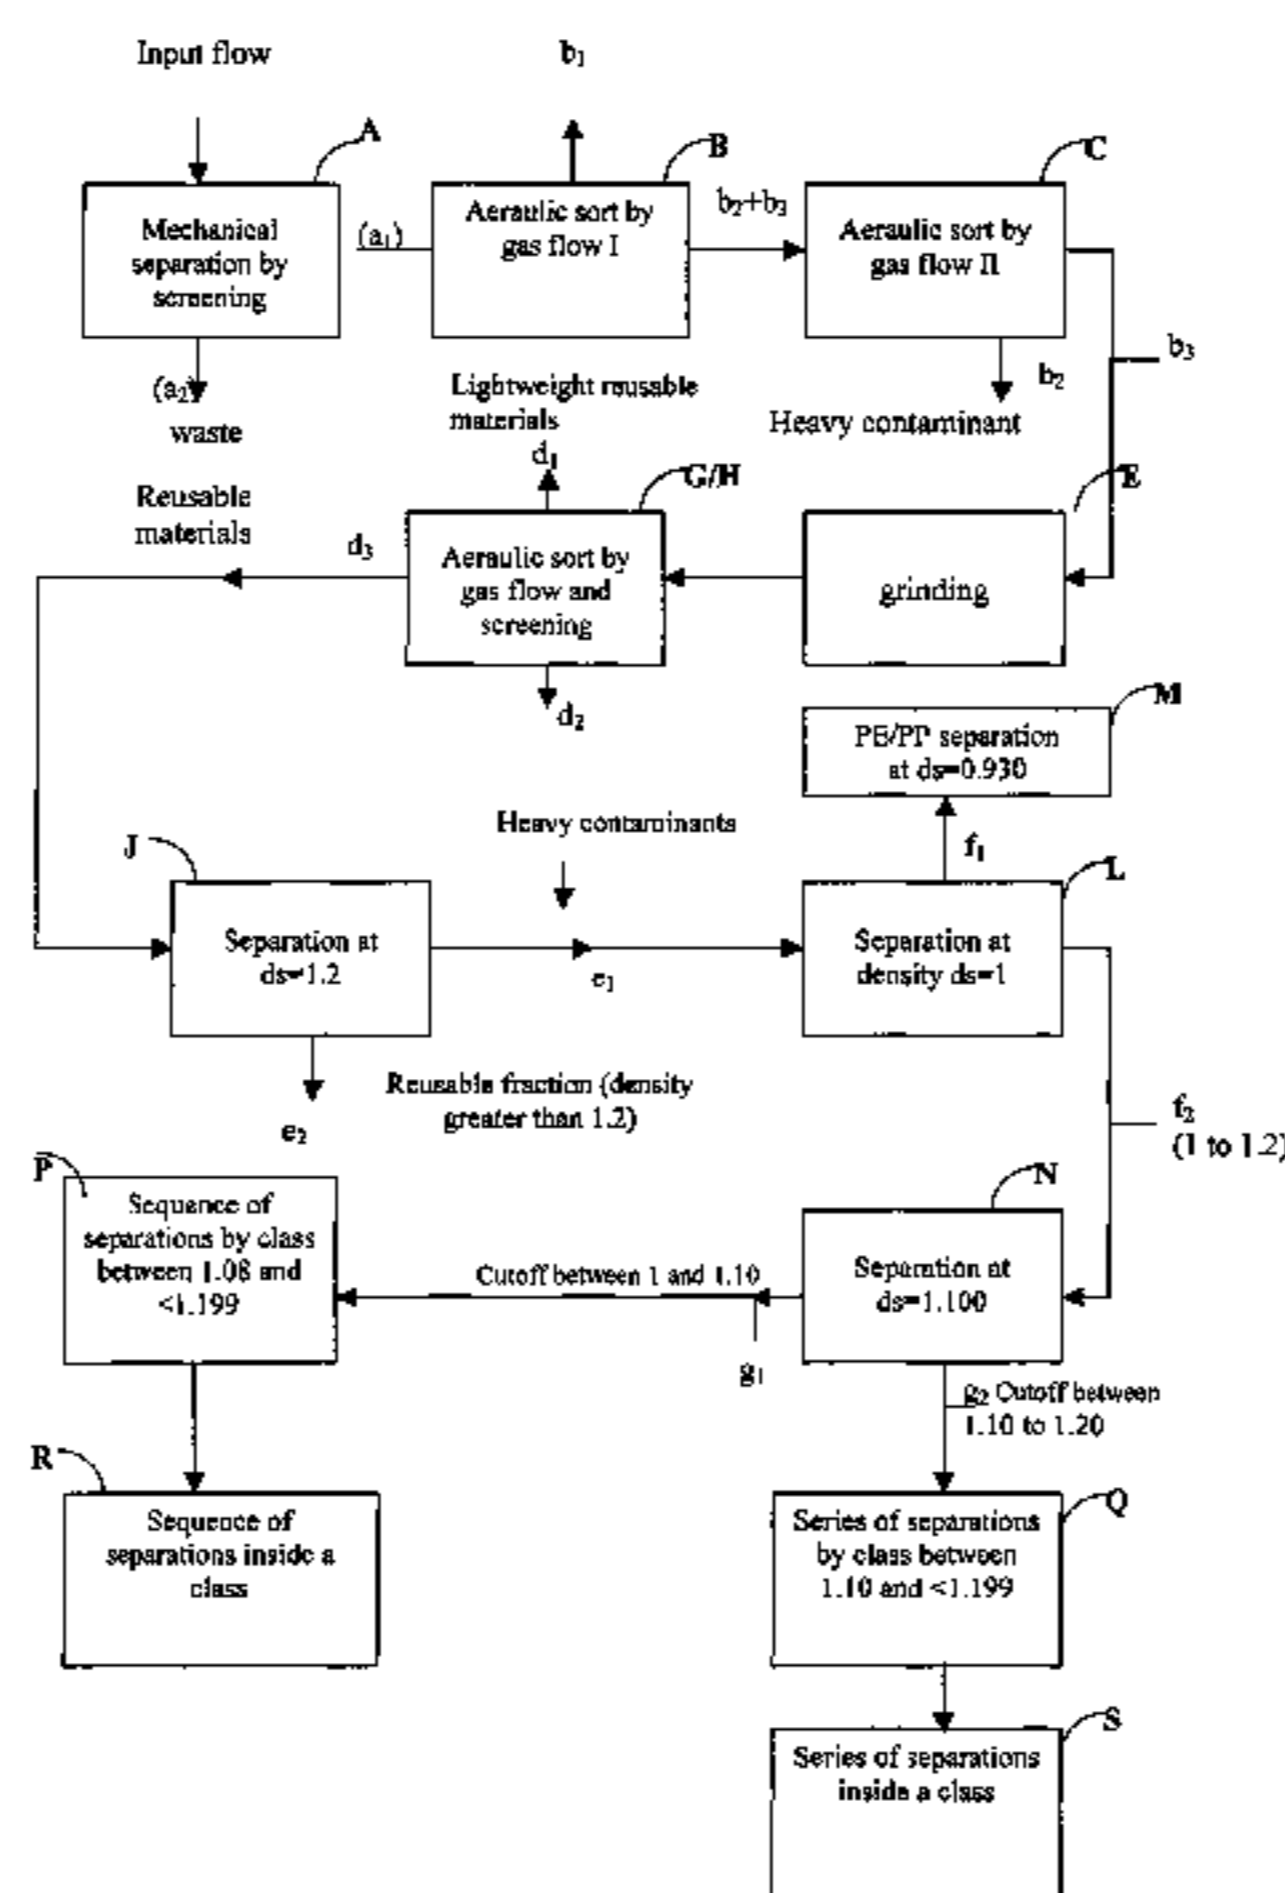 Input flow
b1
A
B
C
Mechanical
separation by
screening
(a1)
Aeraulic sort by
gas flow I
b2+b3
Aeraulic sort by
gas flow II
b3
(a2)
waste
Lightweight reusable
materials
d1
b2
Heavy contaminant
Reusable
materials
d3
G/H
E
Aeraulic sort by
gas flow and
screening
grinding
d2
M
PE/PP separation
at ds=0.930
Heavy contaminants
f1
J
L
Separation at
ds=1.2
e1
Separation at
density ds=1
Reusable fraction (density
greater than 1.2)
e2
f2
(1 to 1.2)
P
N
Sequence of
separations by class
between 1.08 and
<1.199
Cutoff between 1 and 1.10
Separation at
ds=1.100
g1
g2 Cutoff between
1.10 to 1.20
R
Q
Sequence of
separations inside a
class
Series of separations
by class between
1.10 and <1.199
S
Series of separations
inside a class